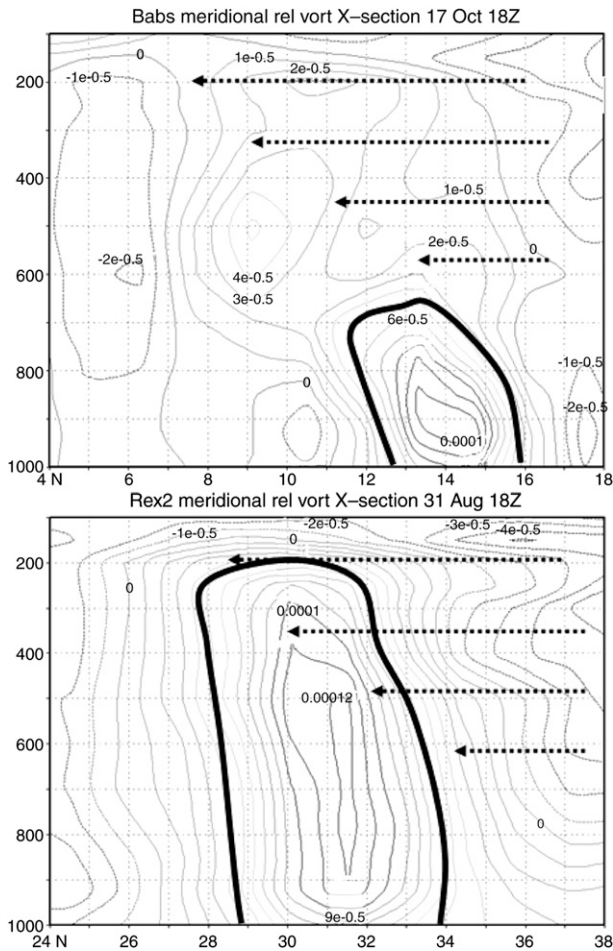 Babs meridional rel vort X–section 17 Oct 18Z
0
1e-0.5
-1e-0.5
2e-0.5
200
400
1e-0.5
2e-0.5
0
-2e-0.5
600
4e-0.5
3e-0.5
6e-0.5
-1e-0.5
800
0
-2e-0.5
0.0001
1000
4 N 6 8 10 12 14 16 18
Rex2 meridional rel vort X–section 31 Aug 18Z
-2e-0.5
-3e-0.5
-1e-0.5
0
-4e-0.5
200
0
0.0001
400
0.00012
600
800
0
9e-0.5
1000
24 N 26 28 30 32 34 36 38